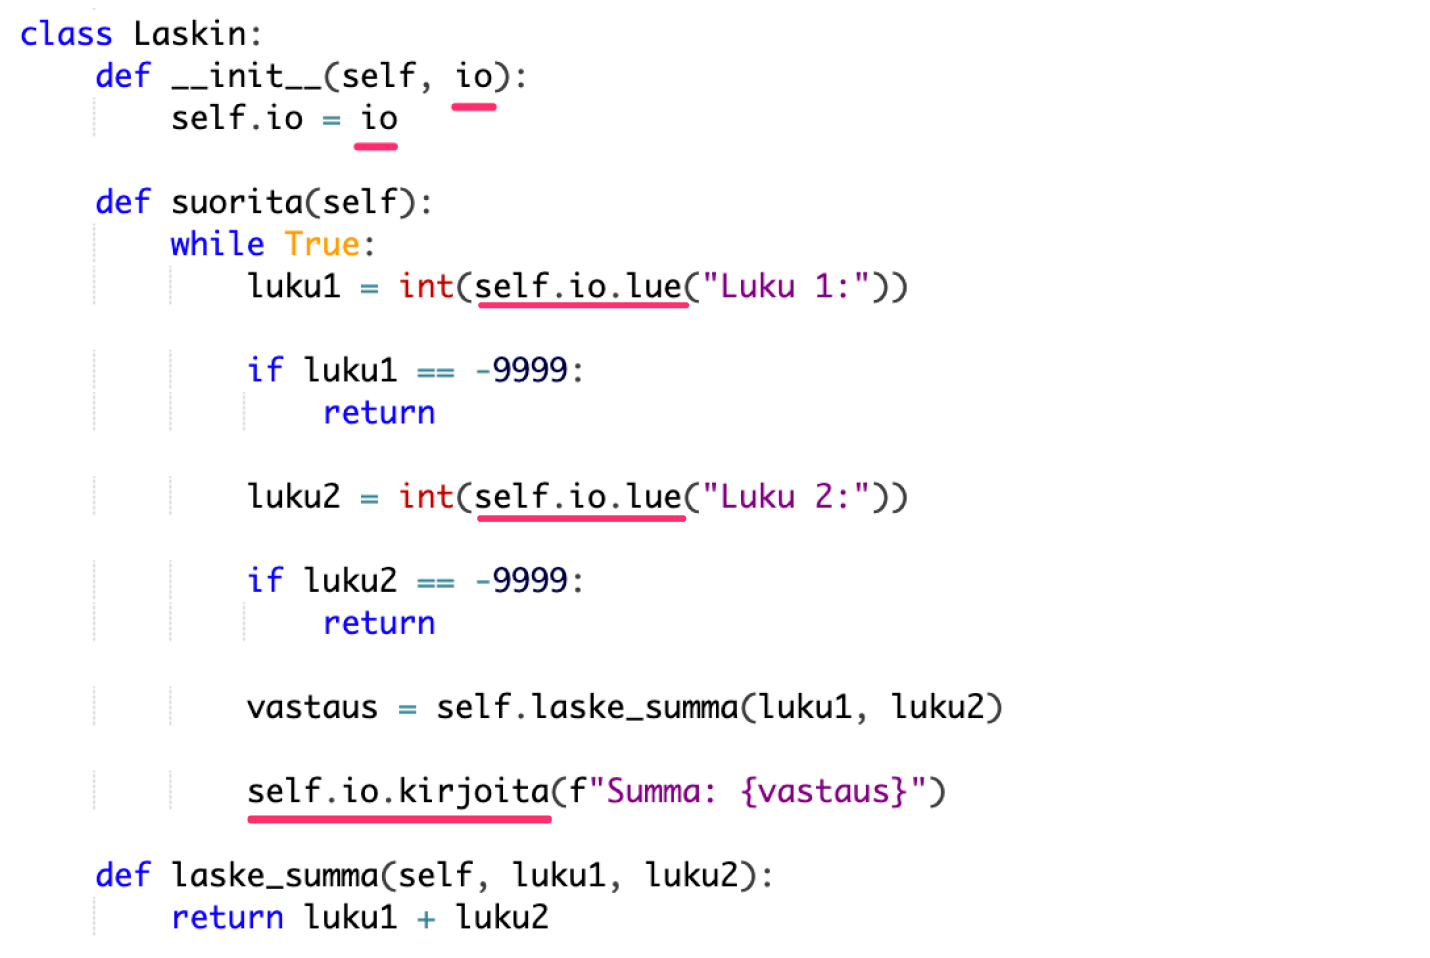 class Laskin:
    def __init__(self, io):
        self.io = io
    def suorita(self):
        while True:
            luku1 = int(self.io.lue("Luku 1:"))
            if luku1 == -9999:
                return
            luku2 = int(self.io.lue("Luku 2:"))
            if luku2 == -9999:
                return
            vastaus = self.laske_summa(luku1, luku2)
            self.io.kirjoita(f"Summa: {vastaus}")
    def laske_summa(self, luku1, luku2):
        return luku1 + luku2